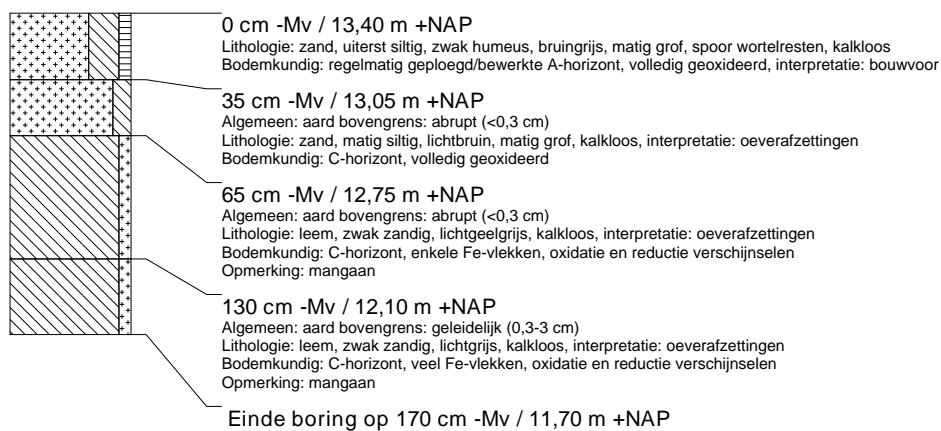 0 cm -Mv / 13,40 m +NAP
Lithologie: zand, uiterst siltig, zwak humeus, bruingrijs, matig grof, spoor wortelresten, kalkloos
Bodemkundig: regelmatig geploegd/bewerkte A-horizont, volledig geoxideerd, interpretatie: bouwvoor
35 cm -Mv / 13,05 m +NAP
Algemeen: aard bovengrens: abrupt (<0,3 cm)
Lithologie: zand, matig siltig, lichtbruin, matig grof, kalkloos, interpretatie: oeverafzettingen
Bodemkundig: C-horizont, volledig geoxideerd
65 cm -Mv / 12,75 m +NAP
Algemeen: aard bovengrens: abrupt (<0,3 cm)
Lithologie: leem, zwak zandig, lichtgeelgrijs, kalkloos, interpretatie: oeverafzettingen
Bodemkundig: C-horizont, enkele Fe-vlekken, oxidatie en reductie verschijnselen
Opmerking: mangaan
130 cm -Mv / 12,10 m +NAP
Algemeen: aard bovengrens: geleidelijk (0,3-3 cm)
Lithologie: leem, zwak zandig, lichtgrijs, kalkloos, interpretatie: oeverafzettingen
Bodemkundig: C-horizont, veel Fe-vlekken, oxidatie en reductie verschijnselen
Opmerking: mangaan
Einde boring op 170 cm -Mv / 11,70 m +NAP